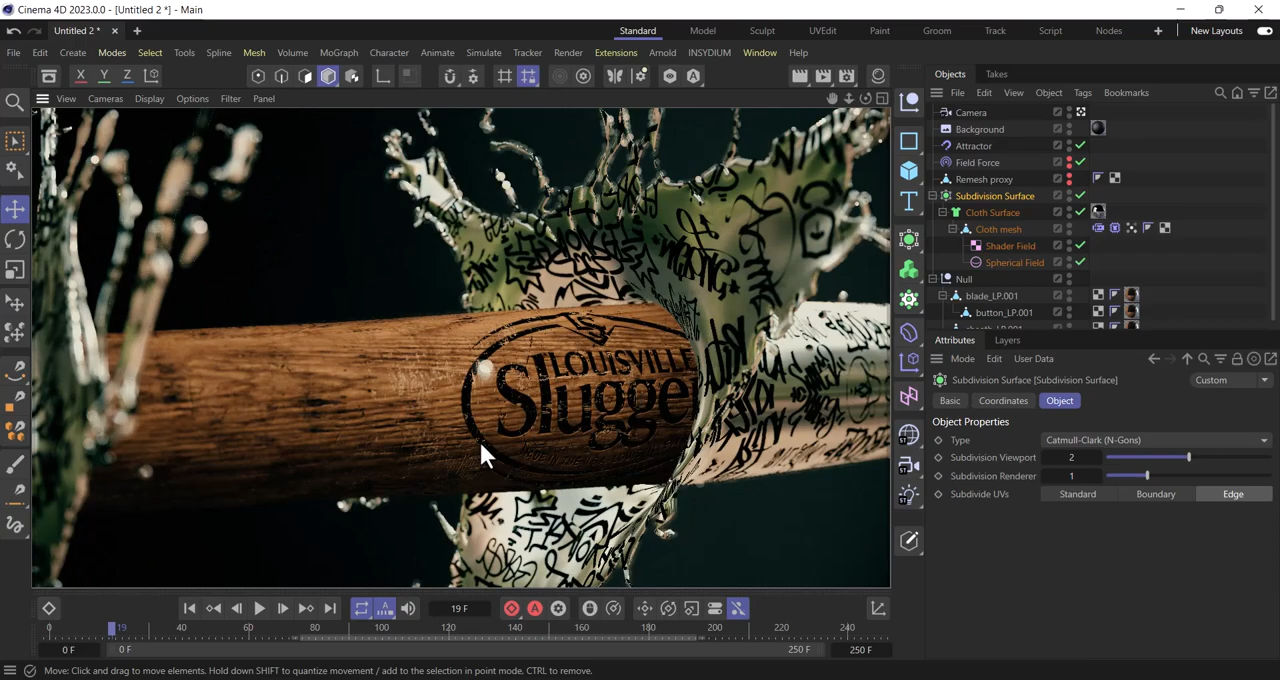 Cinema 4D 2023.0.0 - [Untitled 2 *] - Main
Untitled 2 *
Standard Model Sculpt UVEdit Paint Groom Track Script Nodes New Layouts
File Edit Create Modes Select Tools Spline Mesh Volume MoGraph Character Animate Simulate Tracker Render Extensions Arnold INSYDIUM Window Help
X Y Z
Objects Takes
View Cameras Display Options Filter Panel
File Edit View Object Tags Bookmarks
Camera
Background
Attractor
Field Force
Remesh proxy
Subdivision Surface
Cloth Surface
Cloth mesh
Shader Field
Spherical Field
Null
blade_LP.001
button_LP.001
sheath_LP.001
LS
LOUISVILLE
Slugger
Attributes Layers
Mode Edit User Data
Subdivision Surface [Subdivision Surface]
Custom
Basic Coordinates Object
Object Properties
Type Catmull-Clark (N-Gons)
Subdivision Viewport 2
Subdivision Renderer 1
Subdivide UVs Standard Boundary Edge
ST
ST
ST
19 F
0 19 40 60 80 100 120 140 160 180 200 220 240
0 F 0 F 250 F 250 F
Move: Click and drag to move elements. Hold down SHIFT to quantize movement / add to the selection in point mode, CTRL to remove.